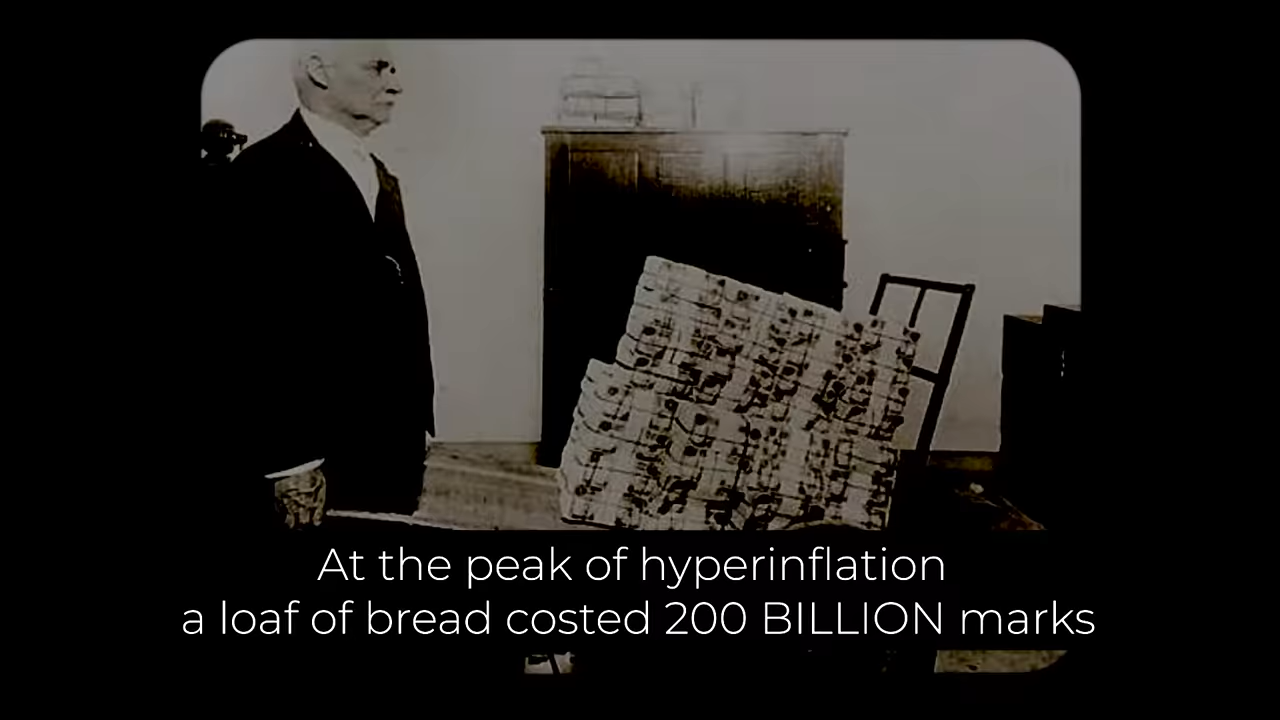 At the peak of hyperinflation
a loaf of bread costed 200 BILLION marks